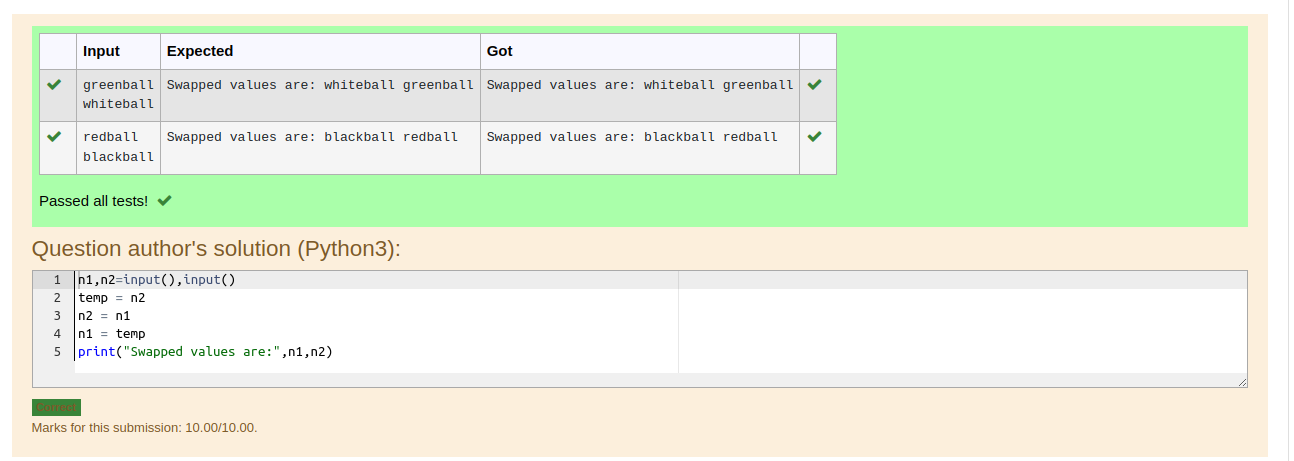 Input Expected Got
greenball Swapped values are: whiteball greenball Swapped values are: whiteball greenball
whiteball
redball Swapped values are: blackball redball Swapped values are: blackball redball
blackball
Passed all tests!
Question author's solution (Python3):
1 n1,n2=input(),input()
2 temp = n2
3 n2 = n1
4 n1 = temp
5 print("Swapped values are:",n1,n2)
Correct
Marks for this submission: 10.00/10.00.